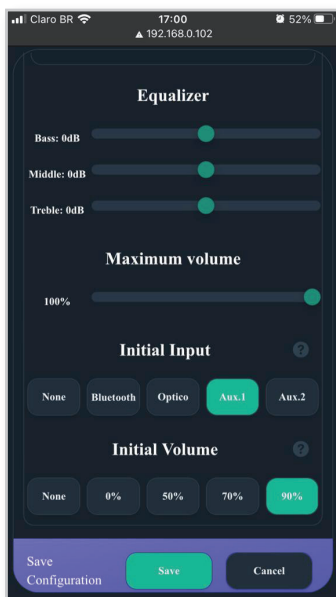 Claro BR 17:00 52%
192.168.0.102
Equalizer
Bass: 0dB
Middle: 0dB
Treble: 0dB
Maximum volume
100%
Initial Input ?
None Bluetooth Optico Aux.1 Aux.2
Initial Volume ?
None 0% 50% 70% 90%
Save
Configuration
Save Cancel